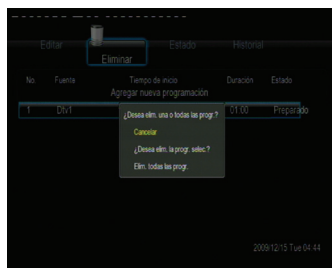 Editar
Eliminar
Estado
Historial
No. Fuente Tiempo de inicio Duración Estado
Agregar nueva programación
1 Dtv1 01:00 Preparado
¿Desea elim. una o todas las progr.?
Cancelar
¿Desea elim. la progr. selec.?
Elim. todas las progr.
2009/12/15 Tue 04:44